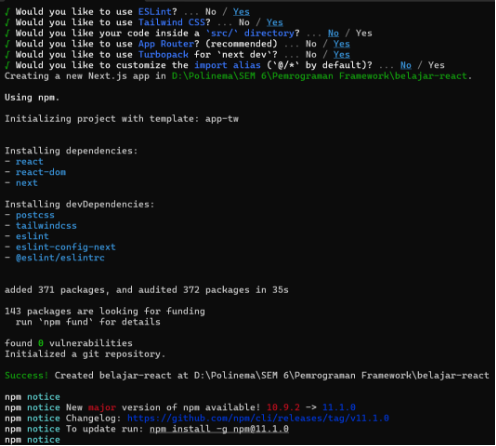 √ Would you like to use ESLint? ... No / Yes
√ Would you like to use Tailwind CSS? ... No / Yes
√ Would you like your code inside a `src/` directory? ... No / Yes
√ Would you like to use App Router? (recommended) ... No / Yes
√ Would you like to use Turbopack for `next dev`? ... No / Yes
√ Would you like to customize the import alias (`@/*` by default)? ... No / Yes
Creating a new Next.js app in D:\Polinema\SEM 6\Pemrograman Framework\belajar-react.
Using npm.
Initializing project with template: app-tw
Installing dependencies:
- react
- react-dom
- next
Installing devDependencies:
- postcss
- tailwindcss
- eslint
- eslint-config-next
- @eslint/eslintrc
added 371 packages, and audited 372 packages in 35s
143 packages are looking for funding
run `npm fund` for details
found 0 vulnerabilities
Initialized a git repository.
Success! Created belajar-react at D:\Polinema\SEM 6\Pemrograman Framework\belajar-react
npm notice
npm notice New major version of npm available! 10.9.2 -> 11.1.0
npm notice Changelog: https://github.com/npm/cli/releases/tag/v11.1.0
npm notice To update run: npm install -g npm@11.1.0
npm notice